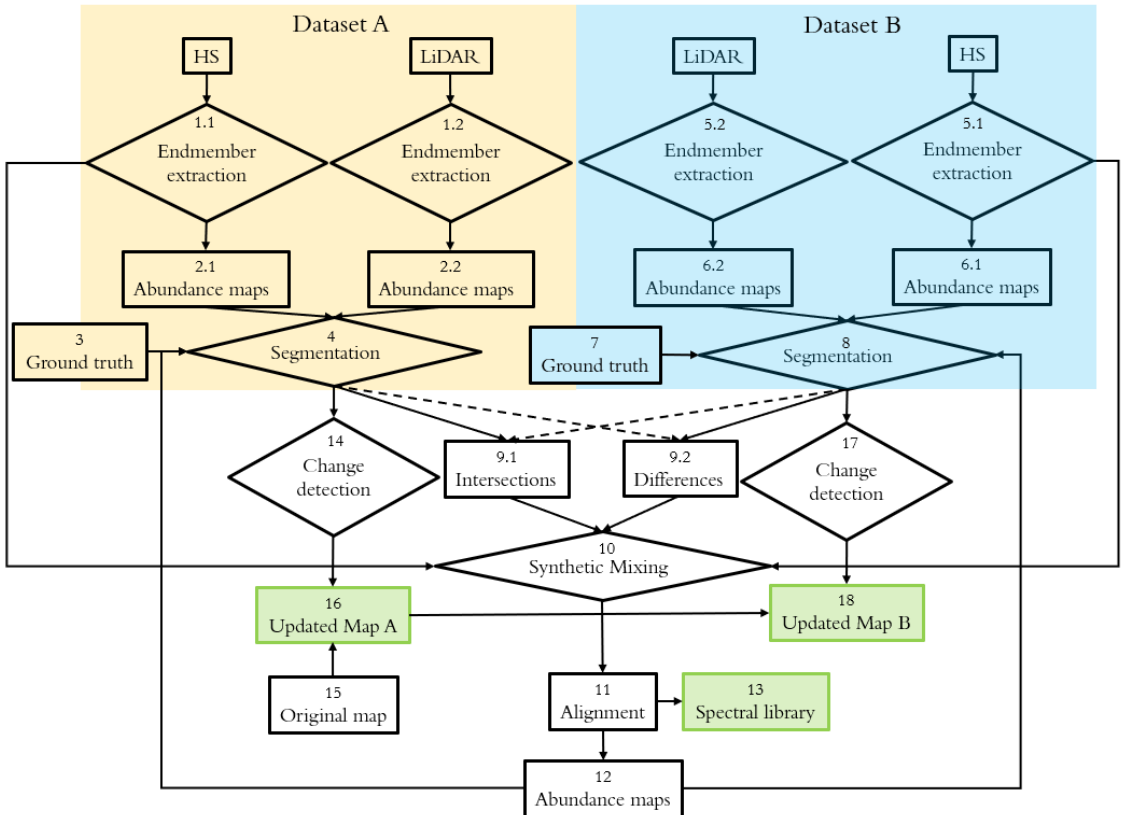 Dataset A
Dataset B
HS
LiDAR
LiDAR
HS
1.1
Endmember
extraction
1.2
Endmember
extraction
5.2
Endmember
extraction
5.1
Endmember
extraction
2.1
Abundance maps
2.2
Abundance maps
6.2
Abundance maps
6.1
Abundance maps
3
Ground truth
4
Segmentation
7
Ground truth
8
Segmentation
14
Change
detection
9.1
Intersections
9.2
Differences
17
Change
detection
10
Synthetic Mixing
16
Updated Map A
18
Updated Map B
15
Original map
11
Alignment
13
Spectral library
12
Abundance maps